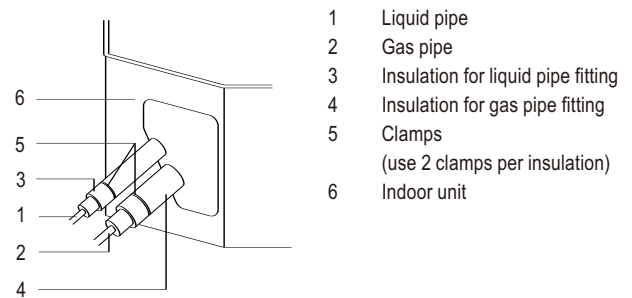 6
5
3
1
2
4
1 Liquid pipe
2 Gas pipe
3 Insulation for liquid pipe fitting
4 Insulation for gas pipe fitting
5 Clamps
(use 2 clamps per insulation)
6 Indoor unit